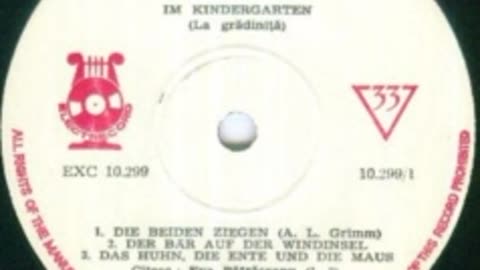 IM KINDERGARTEN
(La grădiniță)
ELECTRECORD
33
EXC 10.299
10.299/1
1. DIE BEIDEN ZIEGEN (A. L. Grimm)
2. DER BÄR AUF DER WINDINSEL
3. DAS HUHN, DIE ENTE UND DIE MAUS
ALL RIGHTS OF THE
THIS RECORD PROHIBITED